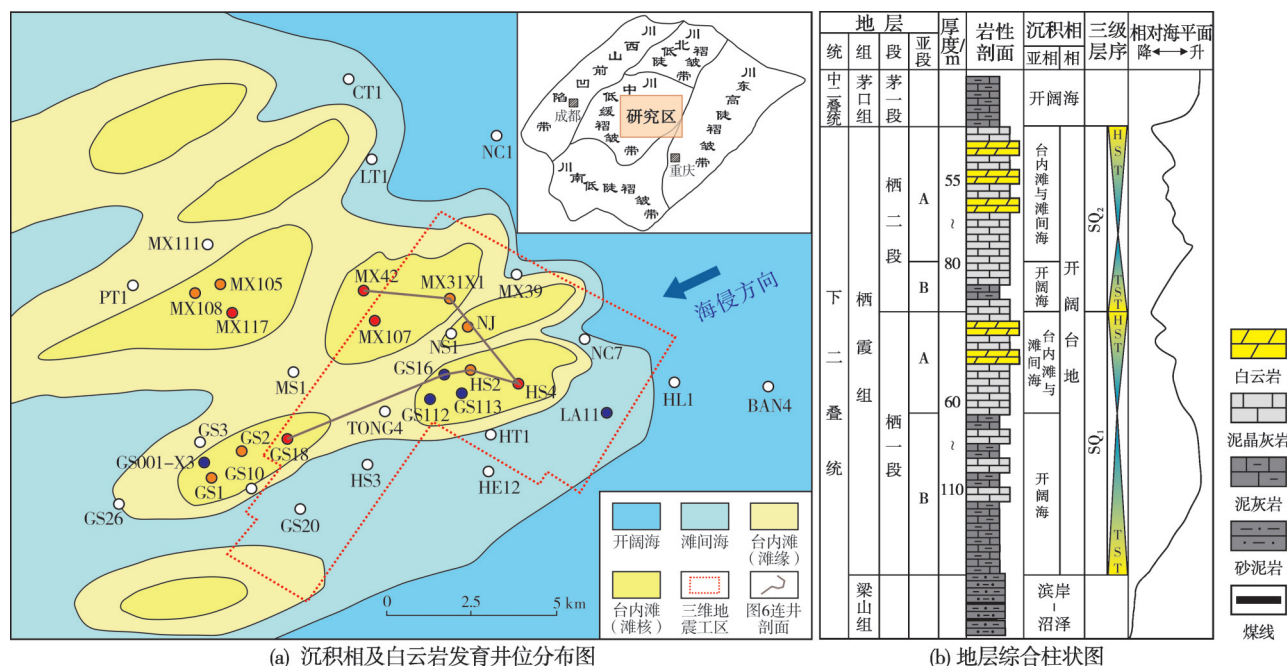 CT1
NC1
LT1
MX111
PT1
MX105
MX108
MX117
MX42
MX31X1
MX39
MX107
NJ
NS1
NC7
海侵方向
MS1
GS16
HS2
HS4
GS112
GS113
HL1
BAN4
LA11
TONG4
HT1
GS3
GS2
GS18
GS001-X3
GS10
GS1
HS3
HE12
GS26
GS20
川西山前凹陷带
川北低陡褶皱带
川中低缓褶皱带
川东高陡褶皱带
川南低陡褶皱带
成都
重庆
研究区
开阔海
滩间海
台内滩
(滩缘)
台内滩
(滩核)
三维地
震工区
图6连井
剖面
0 2.5 5 km
(a) 沉积相及白云岩发育井位分布图
地层
厚度/m
岩性剖面
沉积相
三级层序
相对海平面
降 升
统 组 段 亚段
亚相 相
中二叠统
茅口组
茅一段
开阔海
下二叠统
栖霞组
栖二段
A
B
55
~
80
台内滩与滩间海
开阔海
栖一段
A
B
60
~
110
台内滩与滩间海
开阔海
开阔台地
HST
SQ₂
TST
HST
SQ₁
TST
梁山组
滨岸-沼泽
白云岩
泥晶灰岩
泥灰岩
砂泥岩
煤线
(b) 地层综合柱状图